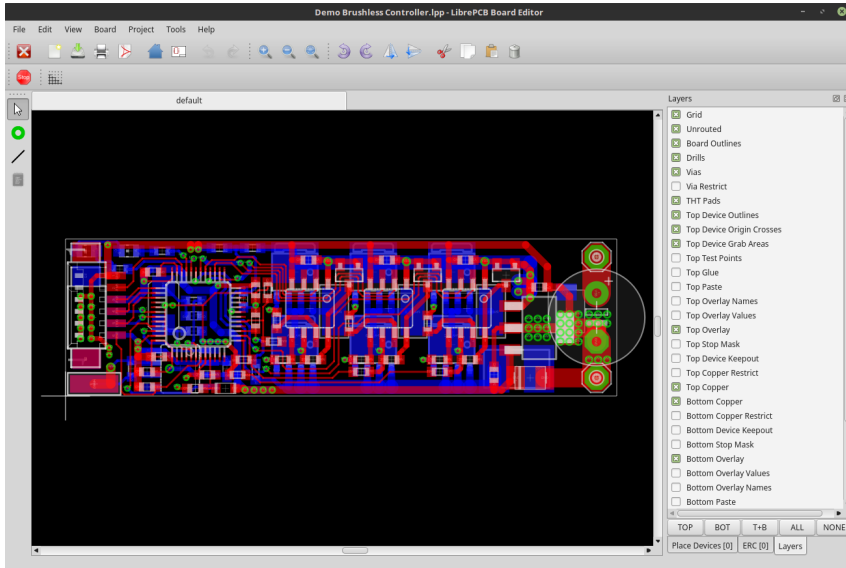 Demo Brushless Controller.lpp - LibrePCB Board Editor
File Edit View Board Project Tools Help
Stop
default
Layers
Grid
Unrouted
Board Outlines
Drills
Vias
Via Restrict
THT Pads
Top Device Outlines
Top Device Origin Crosses
Top Device Grab Areas
Top Test Points
Top Glue
Top Paste
Top Overlay Names
Top Overlay Values
Top Overlay
Top Stop Mask
Top Device Keepout
Top Copper Restrict
Top Copper
Bottom Copper
Bottom Copper Restrict
Bottom Device Keepout
Bottom Stop Mask
Bottom Overlay
Bottom Overlay Values
Bottom Overlay Names
Bottom Paste
TOP BOT T+B ALL NONE
Place Devices [0] ERC [0] Layers